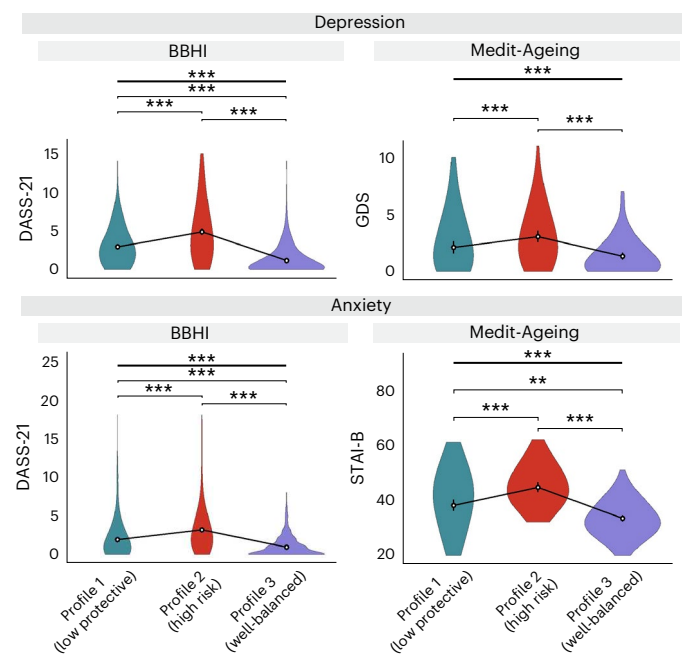 Depression
BBHI
Medit-Ageing
***
***
***
***
***
***
***
DASS-21
15
10
5
0
GDS
10
5
0
Anxiety
BBHI
Medit-Ageing
***
***
***
***
***
**
***
***
DASS-21
25
20
15
10
5
0
STAI-B
80
60
40
20
Profile 1
(low protective)
Profile 2
(high risk)
Profile 3
(well-balanced)
Profile 1
(low protective)
Profile 2
(high risk)
Profile 3
(well-balanced)